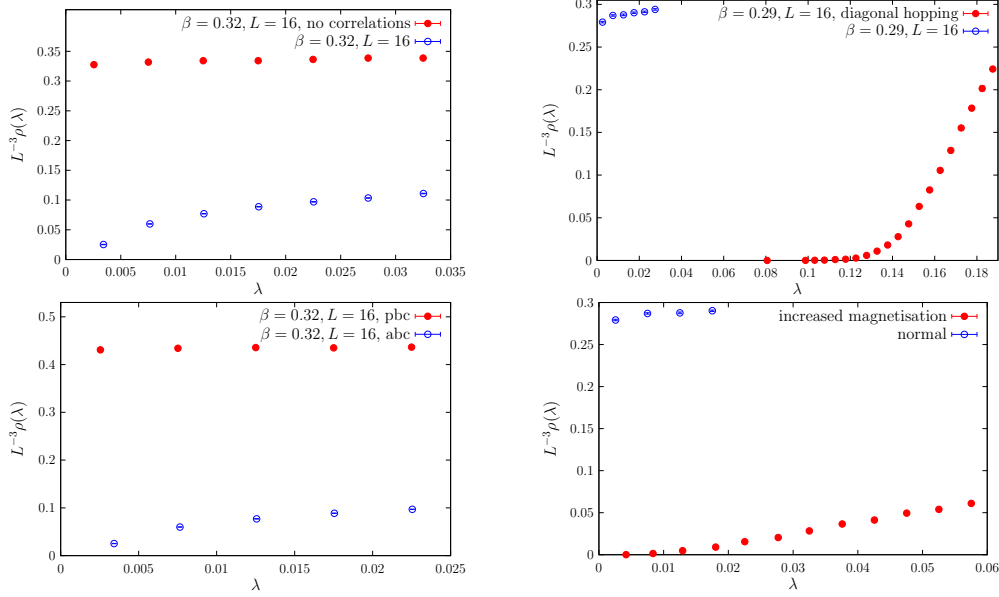 β = 0.32, L = 16, no correlations
β = 0.32, L = 16
L⁻³ρ(λ)
0.35
0.3
0.25
0.2
0.15
0.1
0.05
0
0 0.005 0.01 0.015 0.02 0.025 0.03 0.035
λ
β = 0.29, L = 16, diagonal hopping
β = 0.29, L = 16
L⁻³ρ(λ)
0.3
0.25
0.2
0.15
0.1
0.05
0
0 0.02 0.04 0.06 0.08 0.1 0.12 0.14 0.16 0.18
λ
β = 0.32, L = 16, pbc
β = 0.32, L = 16, abc
L⁻³ρ(λ)
0.5
0.4
0.3
0.2
0.1
0
0 0.005 0.01 0.015 0.02 0.025
λ
increased magnetisation
normal
L⁻³ρ(λ)
0.3
0.25
0.2
0.15
0.1
0.05
0
0 0.01 0.02 0.03 0.04 0.05 0.06
λ